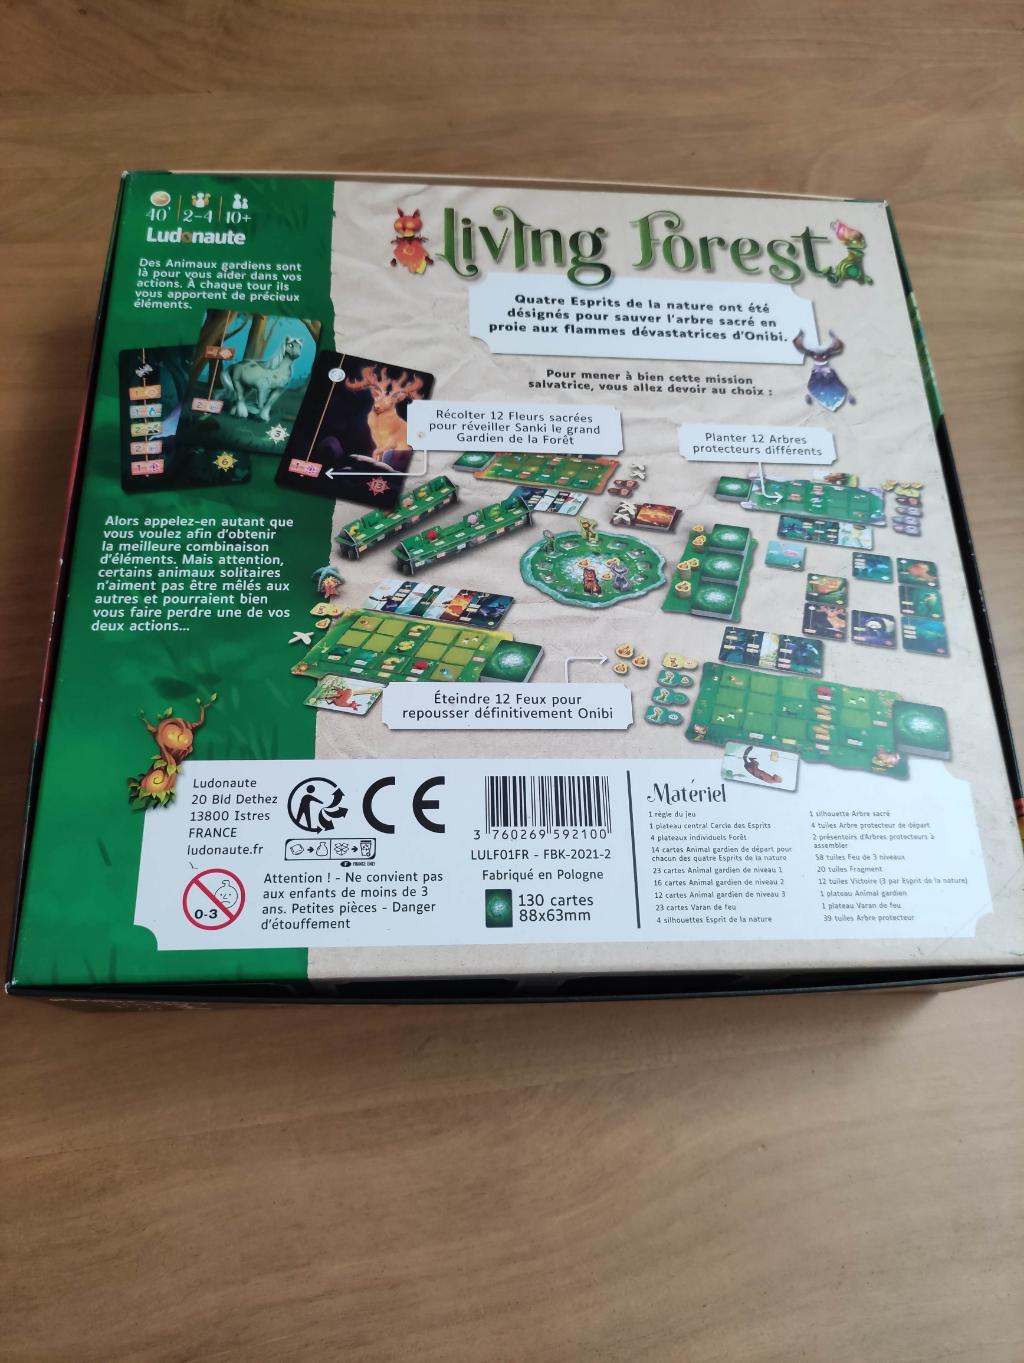 40' 2-4 10+
Ludonaute
Des Animaux gardiens sont
là pour vous aider dans vos
actions. À chaque tour ils
vous apportent de précieux
éléments.
Living Forest
Quatre Esprits de la nature ont été
désignés pour sauver l'arbre sacré en
proie aux flammes dévastatrices d'Onibi.
Pour mener à bien cette mission
salvatrice, vous allez devoir au choix :
Récolter 12 Fleurs sacrées
pour réveiller Sanki le grand
Gardien de la Forêt
Planter 12 Arbres
protecteurs différents
Alors appelez-en autant que
vous voulez afin d'obtenir
la meilleure combinaison
d'éléments. Mais attention,
certains animaux solitaires
n'aiment pas être mêlés aux
autres et pourraient bien
vous faire perdre une de vos
deux actions...
Éteindre 12 Feux pour
repousser définitivement Onibi
Ludonaute
20 Bld Dethez
13800 Istres
FRANCE
ludonaute.fr
CE
0-3
Attention ! - Ne convient pas
aux enfants de moins de 3
ans. Petites pièces - Danger
d'étouffement
3 760269 592100
LULF01FR - FBK-2021-2
Fabriqué en Pologne
130 cartes
88x63mm
Matériel
1 règle du jeu
1 plateau central Cercle des Esprits
4 plateaux individuels Forêt
14 cartes Animal gardien de départ pour
chacun des quatre Esprits de la nature
23 cartes Animal gardien de niveau 1
16 cartes Animal gardien de niveau 2
12 cartes Animal gardien de niveau 3
23 cartes Varan de feu
4 silhouettes Esprit de la nature
1 silhouette Arbre sacré
4 tuiles Arbre protecteur de départ
2 présentoirs d'Arbres protecteurs à
assembler
58 tuiles Feu de 3 niveaux
20 tuiles Fragment
12 tuiles Victoire (3 par Esprit de la nature)
1 plateau Animal gardien
1 plateau Varan de feu
39 tuiles Arbre protecteur